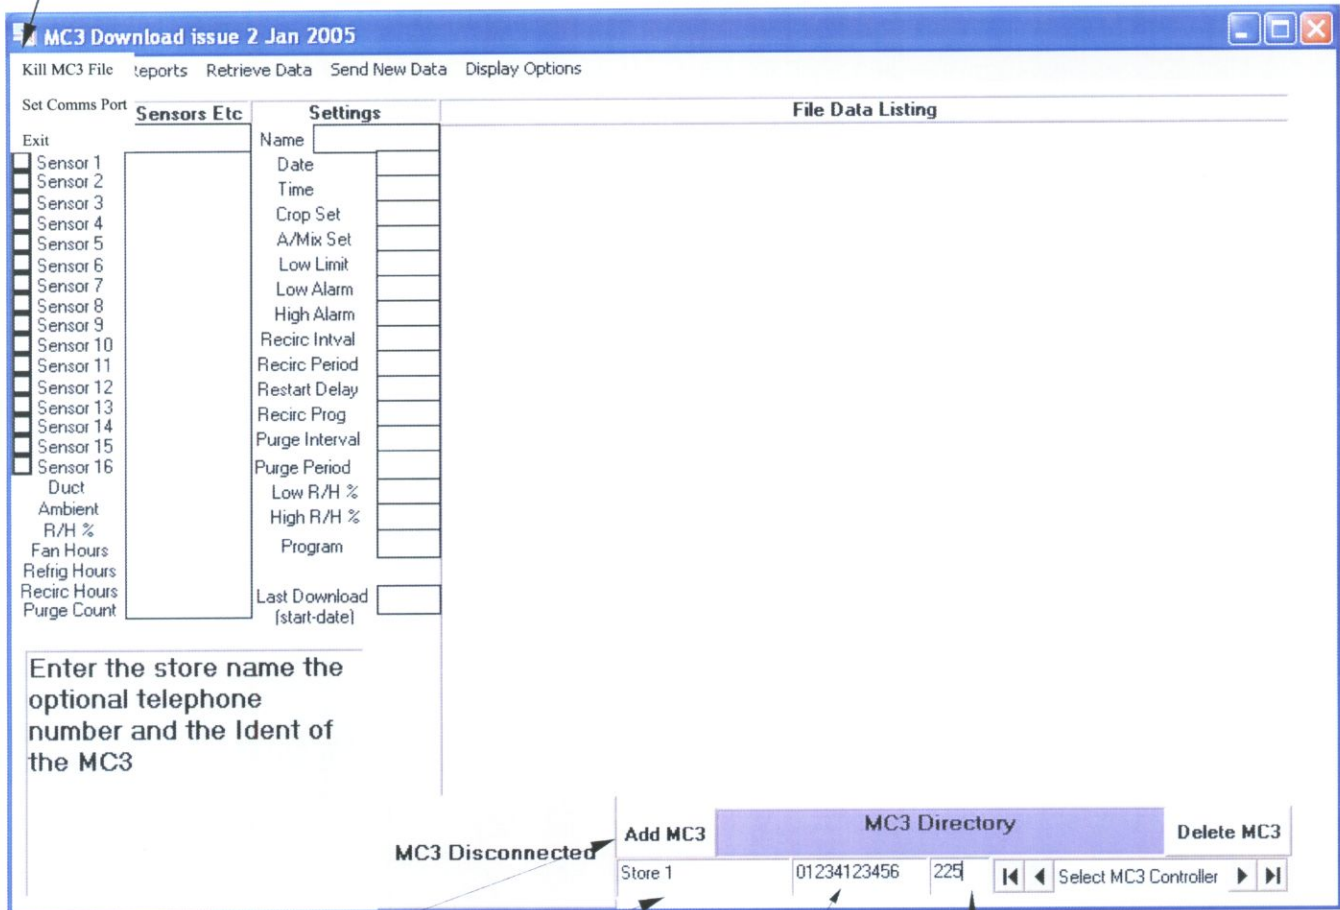 MC3 Download issue 2 Jan 2005
Kill MC3 File eports Retrieve Data Send New Data Display Options
Set Comms Port
Exit
Sensors Etc
Sensor 1
Sensor 2
Sensor 3
Sensor 4
Sensor 5
Sensor 6
Sensor 7
Sensor 8
Sensor 9
Sensor 10
Sensor 11
Sensor 12
Sensor 13
Sensor 14
Sensor 15
Sensor 16
Duct
Ambient
R/H %
Fan Hours
Refrig Hours
Recirc Hours
Purge Count
Settings
Name
Date
Time
Crop Set
A/Mix Set
Low Limit
Low Alarm
High Alarm
Recirc Intval
Recirc Period
Restart Delay
Recirc Prog
Purge Interval
Purge Period
Low R/H %
High R/H %
Program
Last Download
(start-date)
File Data Listing
Enter the store name the
optional telephone
number and the Ident of
the MC3
MC3 Disconnected
Add MC3 MC3 Directory Delete MC3
Store 1 01234123456 225 Select MC3 Controller